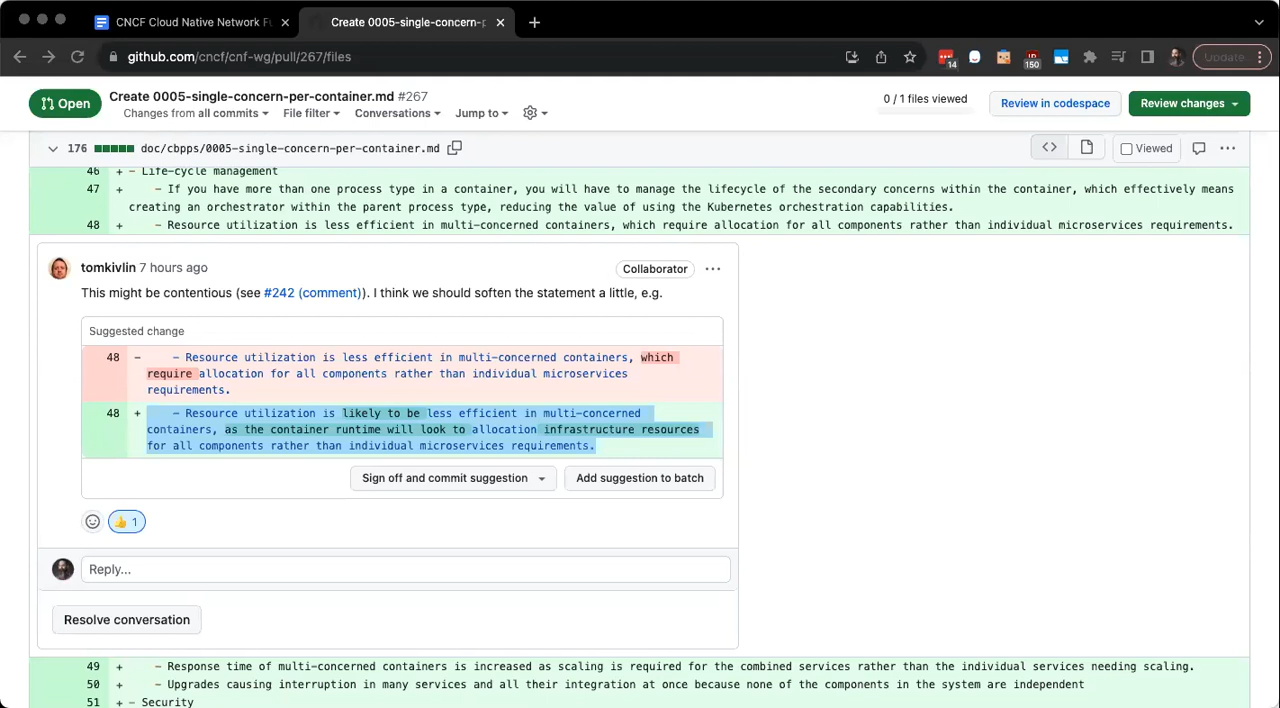 CNCF Cloud Native Network Fu
Create 0005-single-concern-p
github.com/cncf/cnf-wg/pull/267/files
14
150
Update
Open
Create 0005-single-concern-per-container.md #267
Changes from all commits
File filter
Conversations
Jump to
0 / 1 files viewed
Review in codespace
Review changes
176
doc/cbpps/0005-single-concern-per-container.md
Viewed
46 + - Life-cycle management
47 + - If you have more than one process type in a container, you will have to manage the lifecycle of the secondary concerns within the container, which effectively means
creating an orchestrator within the parent process type, reducing the value of using the Kubernetes orchestration capabilities.
48 + - Resource utilization is less efficient in multi-concerned containers, which require allocation for all components rather than individual microservices requirements.
tomkivlin 7 hours ago
Collaborator
This might be contentious (see #242 (comment)). I think we should soften the statement a little, e.g.
Suggested change
48 - - Resource utilization is less efficient in multi-concerned containers, which
require allocation for all components rather than individual microservices
requirements.
48 + - Resource utilization is likely to be less efficient in multi-concerned
containers, as the container runtime will look to allocation infrastructure resources
for all components rather than individual microservices requirements.
Sign off and commit suggestion
Add suggestion to batch
👍 1
Reply...
Resolve conversation
49 + - Response time of multi-concerned containers is increased as scaling is required for the combined services rather than the individual services needing scaling.
50 + - Upgrades causing interruption in many services and all their integration at once because none of the components in the system are independent
51 + - Security